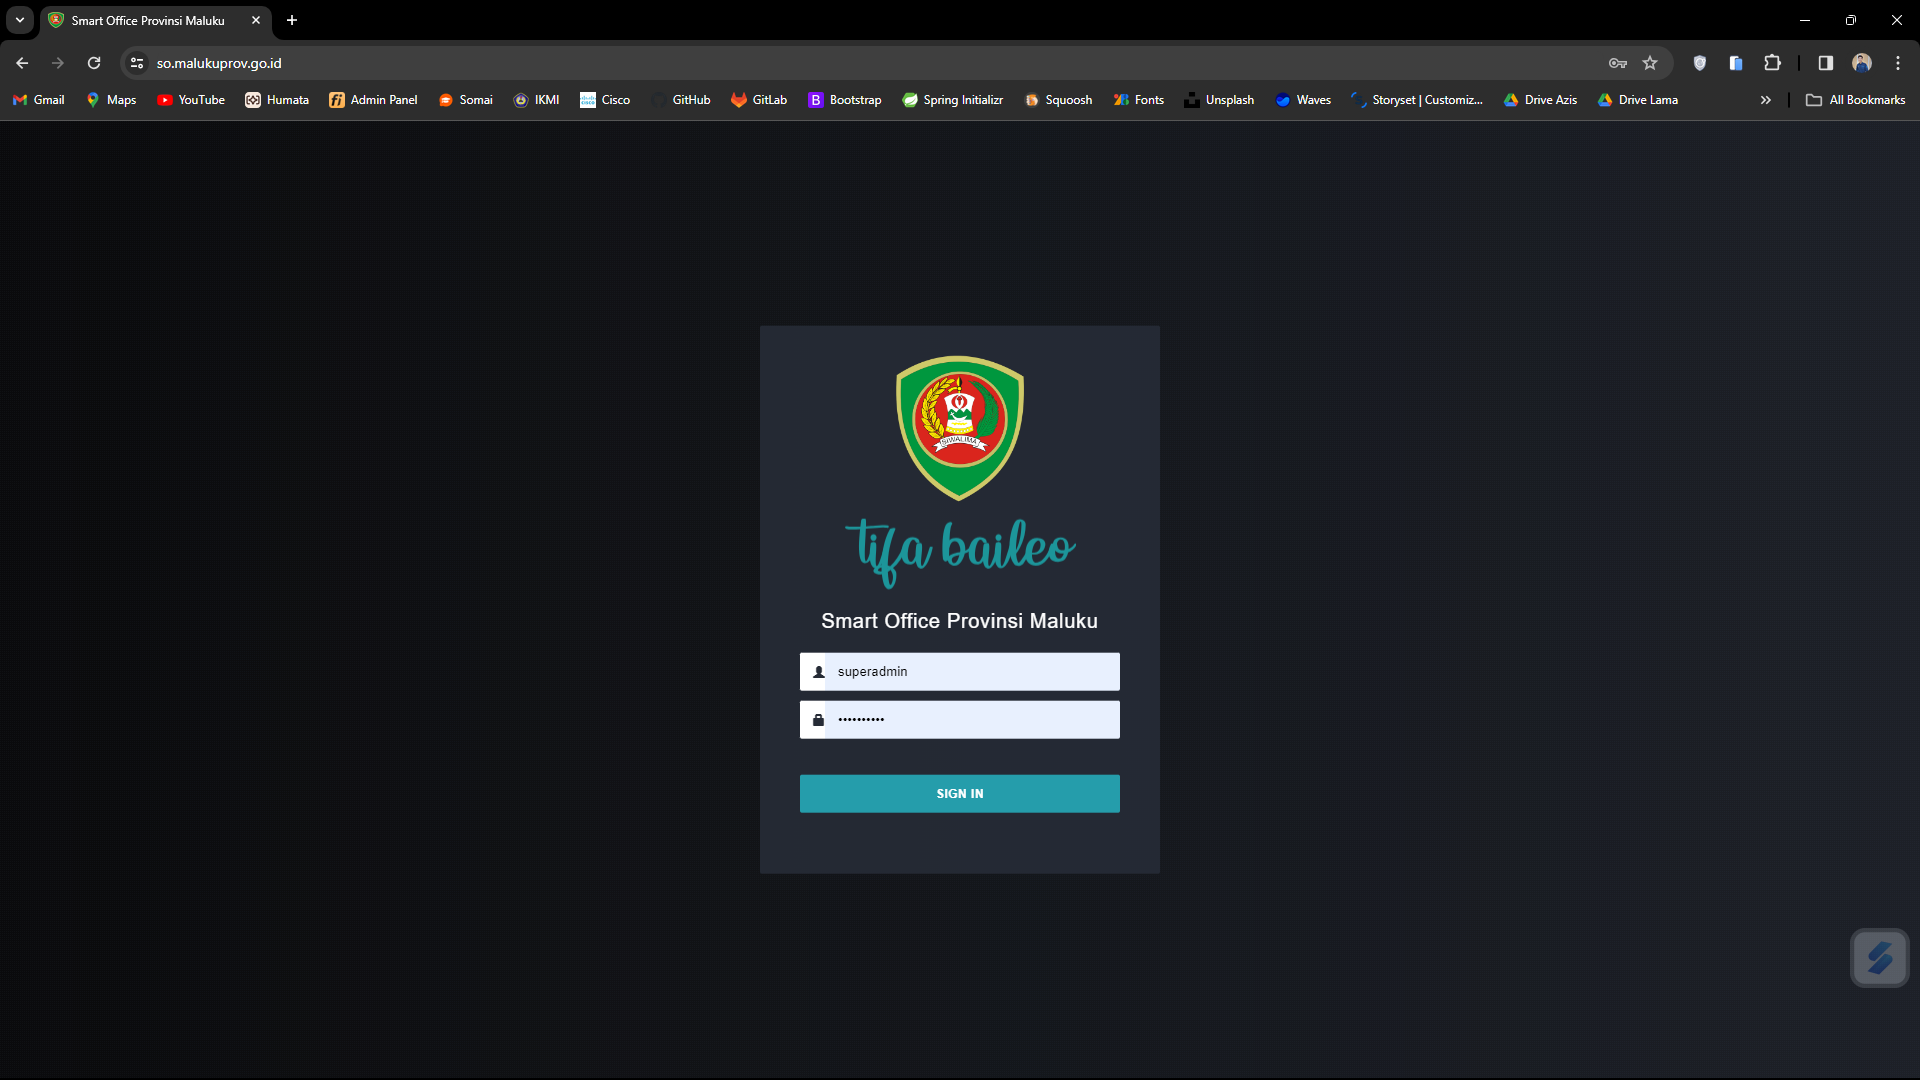 Smart Office Provinsi Maluku
so.malukuprov.go.id
Gmail Maps YouTube Humata Admin Panel Somai IKMI Cisco GitHub GitLab Bootstrap Spring Initializr Squoosh Fonts Unsplash Waves Storyset | Customiz... Drive Azis Drive Lama » All Bookmarks
SIWALIMA
tifa baileo
Smart Office Provinsi Maluku
superadmin
••••••••••
SIGN IN